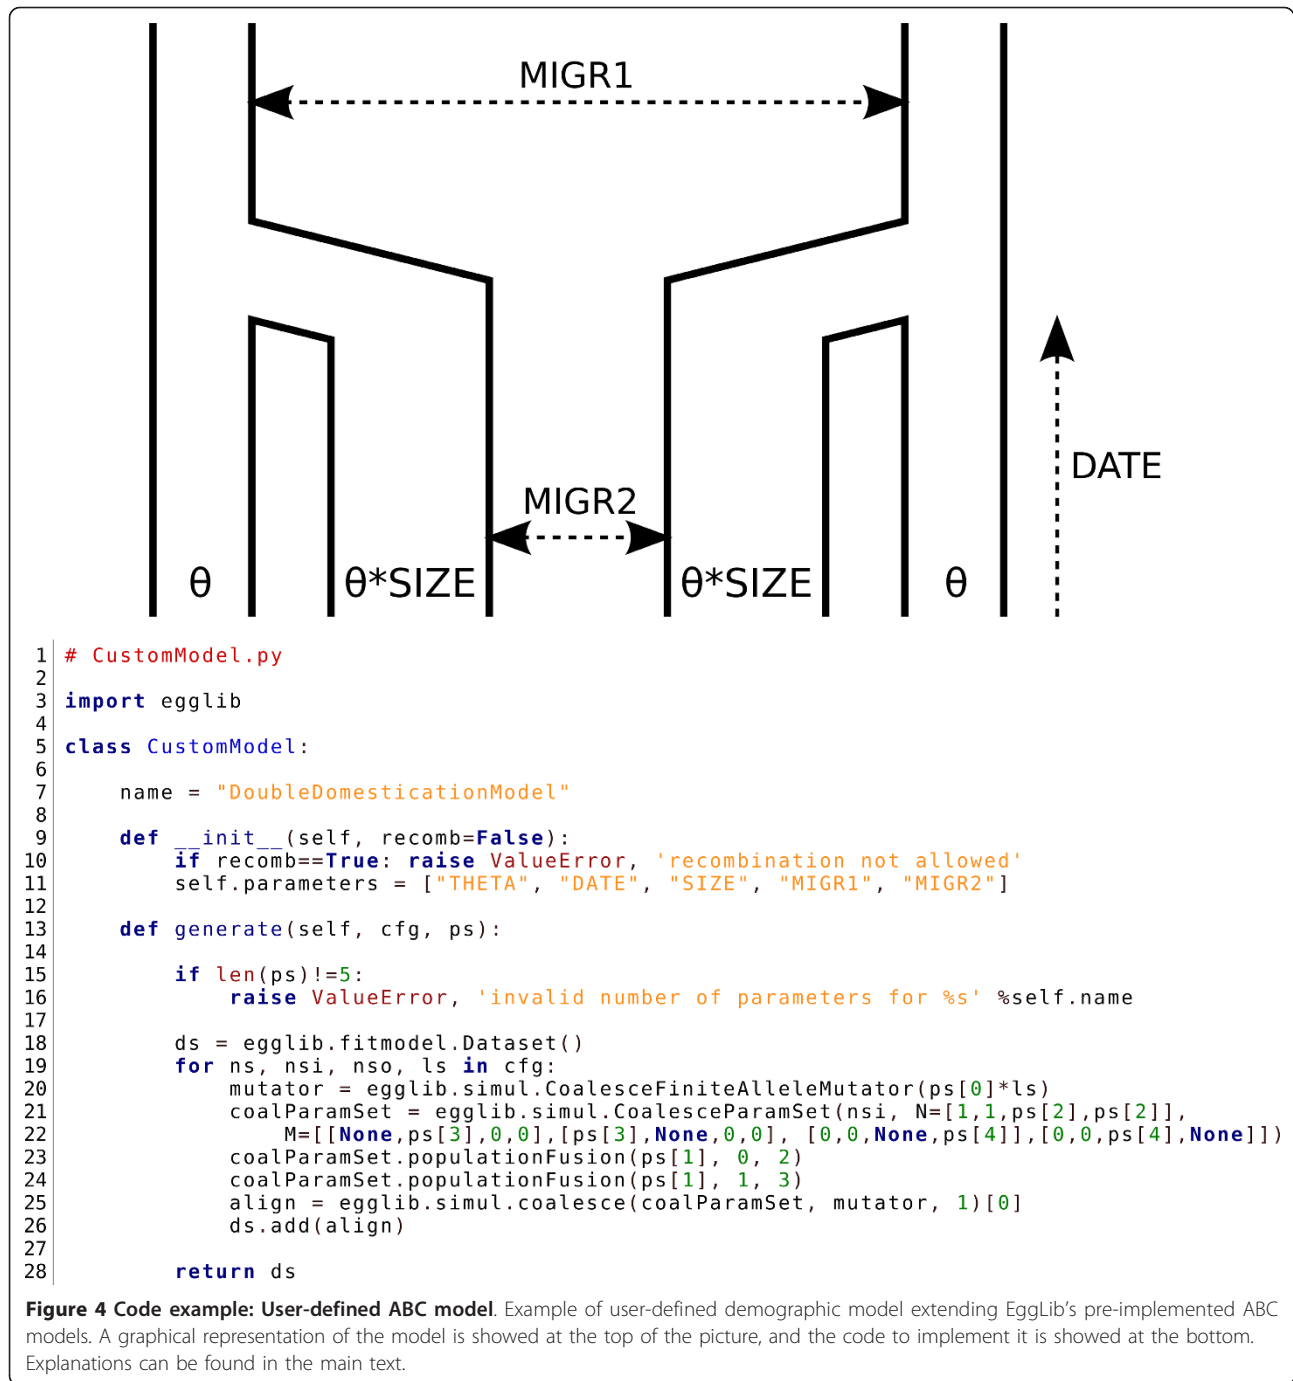 MIGR1
DATE
MIGR2
θ
θ*SIZE
θ*SIZE
θ
1 # CustomModel.py
2
3 import egglib
4
5 class CustomModel:
6
7     name = "DoubleDomesticationModel"
8
9     def __init__(self, recomb=False):
10         if recomb==True: raise ValueError, 'recombination not allowed'
11         self.parameters = ["THETA", "DATE", "SIZE", "MIGR1", "MIGR2"]
12
13     def generate(self, cfg, ps):
14
15         if len(ps)!=5:
16             raise ValueError, 'invalid number of parameters for %s' %self.name
17
18         ds = egglib.fitmodel.Dataset()
19         for ns, nsi, nso, ls in cfg:
20             mutator = egglib.simul.CoalesceFiniteAlleleMutator(ps[0]*ls)
21             coalParamSet = egglib.simul.CoalesceParamSet(nsi, N=[1,1,ps[2],ps[2]],
22                 M=[[None,ps[3],0,0],[ps[3],None,0,0], [0,0,None,ps[4]],[0,0,ps[4],None]])
23             coalParamSet.populationFusion(ps[1], 0, 2)
24             coalParamSet.populationFusion(ps[1], 1, 3)
25             align = egglib.simul.coalesce(coalParamSet, mutator, 1)[0]
26             ds.add(align)
27
28         return ds
Figure 4 Code example: User-defined ABC model. Example of user-defined demographic model extending EggLib's pre-implemented ABC
models. A graphical representation of the model is showed at the top of the picture, and the code to implement it is showed at the bottom.
Explanations can be found in the main text.